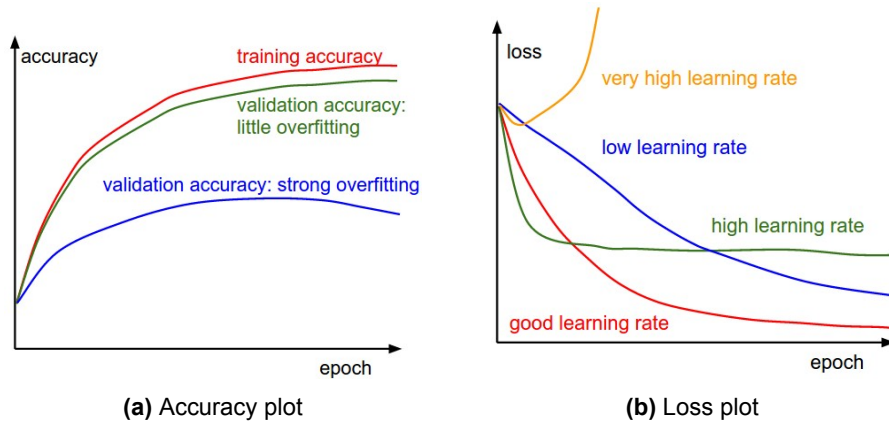 accuracy
training accuracy
validation accuracy:
little overfitting
validation accuracy: strong overfitting
epoch
(a) Accuracy plot
loss
very high learning rate
low learning rate
high learning rate
good learning rate
epoch
(b) Loss plot